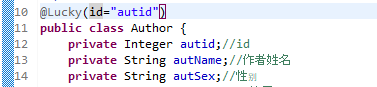 10 @Lucky(id="autid")
11 public class Author {
12 private Integer autid;//id
13 private String autName;//作者姓名
14 private String autSex;//性别